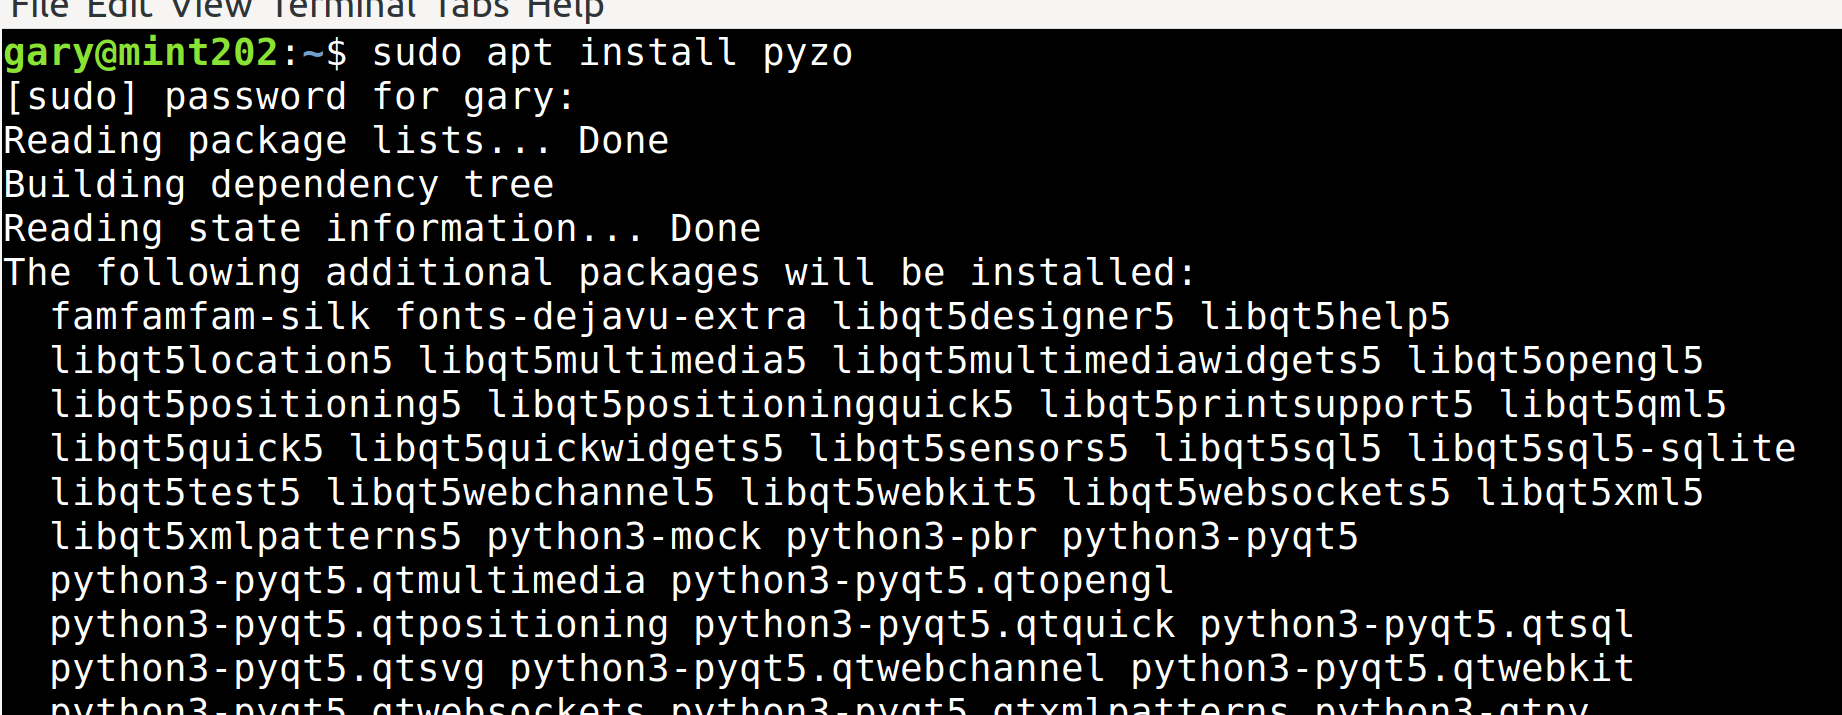 File Edit View Terminal Tabs Help
gary@mint202:~$ sudo apt install pyzo
[sudo] password for gary:
Reading package lists... Done
Building dependency tree
Reading state information... Done
The following additional packages will be installed:
  famfamfam-silk fonts-dejavu-extra libqt5designer5 libqt5help5
  libqt5location5 libqt5multimedia5 libqt5multimediawidgets5 libqt5opengl5
  libqt5positioning5 libqt5positioningquick5 libqt5printsupport5 libqt5qml5
  libqt5quick5 libqt5quickwidgets5 libqt5sensors5 libqt5sql5 libqt5sql5-sqlite
  libqt5test5 libqt5webchannel5 libqt5webkit5 libqt5websockets5 libqt5xml5
  libqt5xmlpatterns5 python3-mock python3-pbr python3-pyqt5
  python3-pyqt5.qtmultimedia python3-pyqt5.qtopengl
  python3-pyqt5.qtpositioning python3-pyqt5.qtquick python3-pyqt5.qtsql
  python3-pyqt5.qtsvg python3-pyqt5.qtwebchannel python3-pyqt5.qtwebkit
  python3-pyqt5.qtwebsockets python3-pyqt5.qtxmlpatterns python3-qtpy